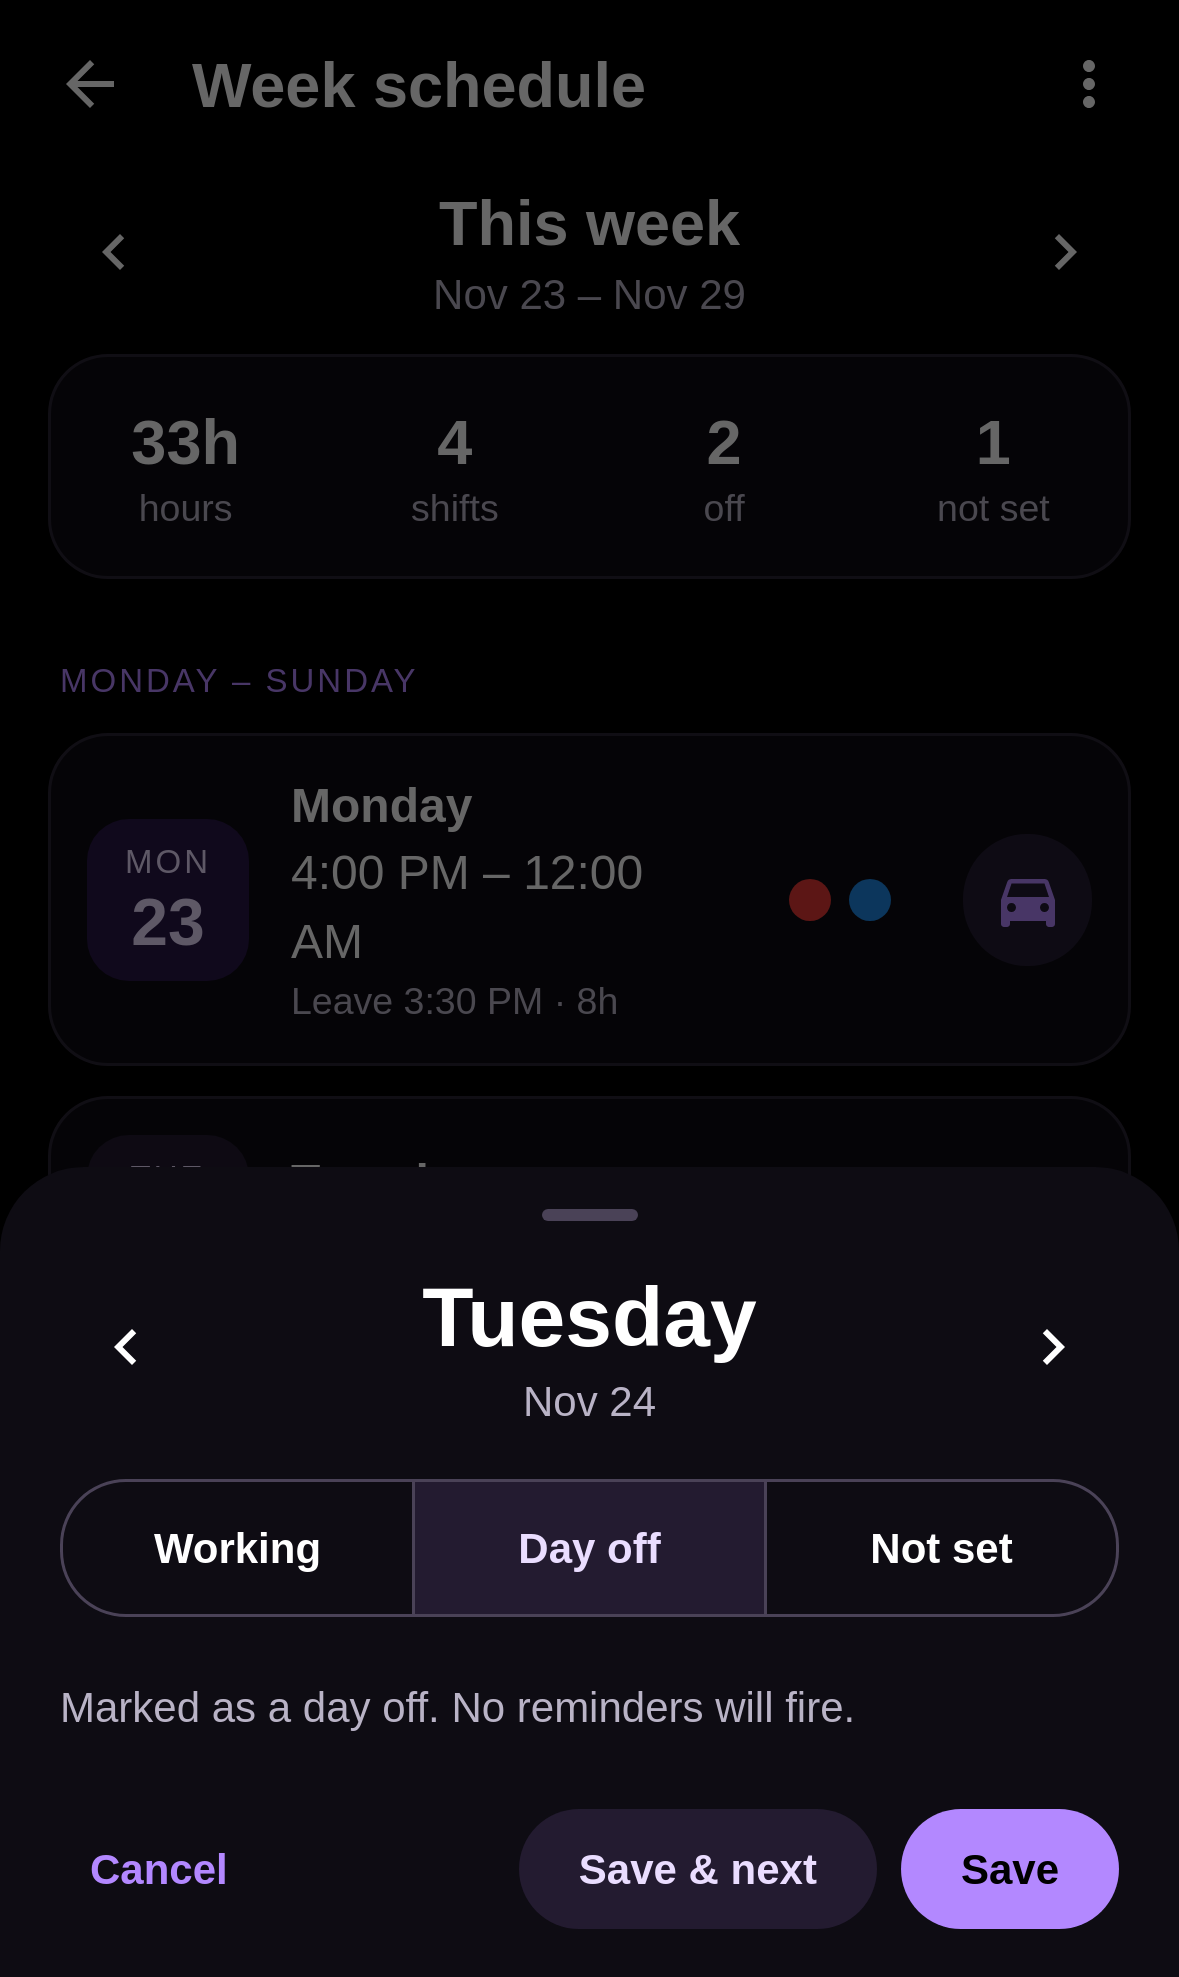 Week schedule
This week
Nov 23 – Nov 29
33h
hours
4
shifts
2
off
1
not set
MONDAY – SUNDAY
MON
23
Monday
4:00 PM – 12:00
AM
Leave 3:30 PM · 8h
Tuesday
Nov 24
Working
Day off
Not set
Marked as a day off. No reminders will fire.
Cancel
Save & next
Save